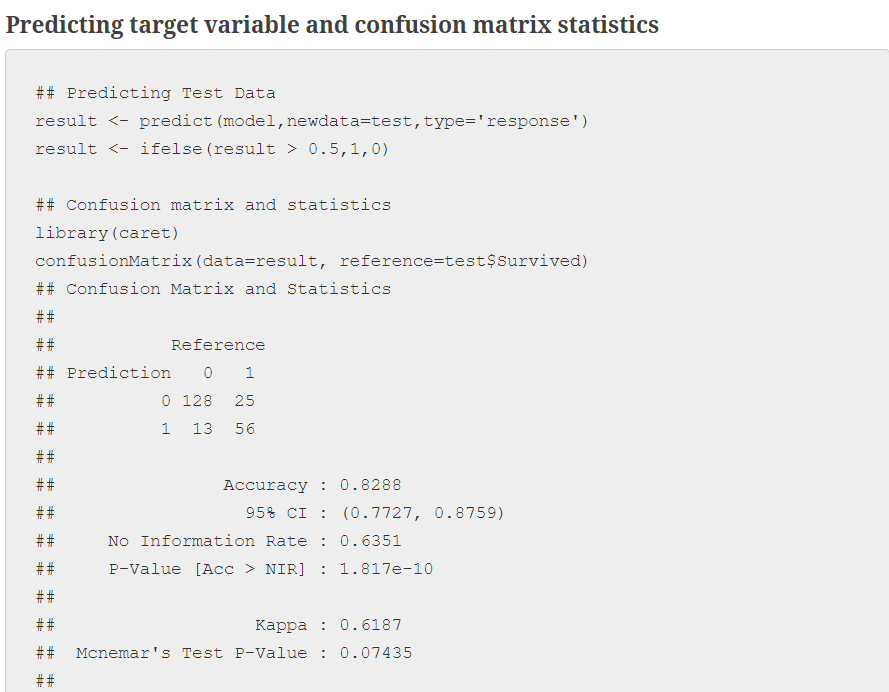 Predicting target variable and confusion matrix statistics
## Predicting Test Data
result <- predict(model,newdata=test,type='response')
result <- ifelse(result > 0.5,1,0)
## Confusion matrix and statistics
library(caret)
confusionMatrix(data=result, reference=test$Survived)
## Confusion Matrix and Statistics
##
##           Reference
## Prediction   0   1
##          0 128  25
##          1  13  56
##
##                Accuracy : 0.8288
##                  95% CI : (0.7727, 0.8759)
##     No Information Rate : 0.6351
##     P-Value [Acc > NIR] : 1.817e-10
##
##                   Kappa : 0.6187
##  Mcnemar's Test P-Value : 0.07435
##